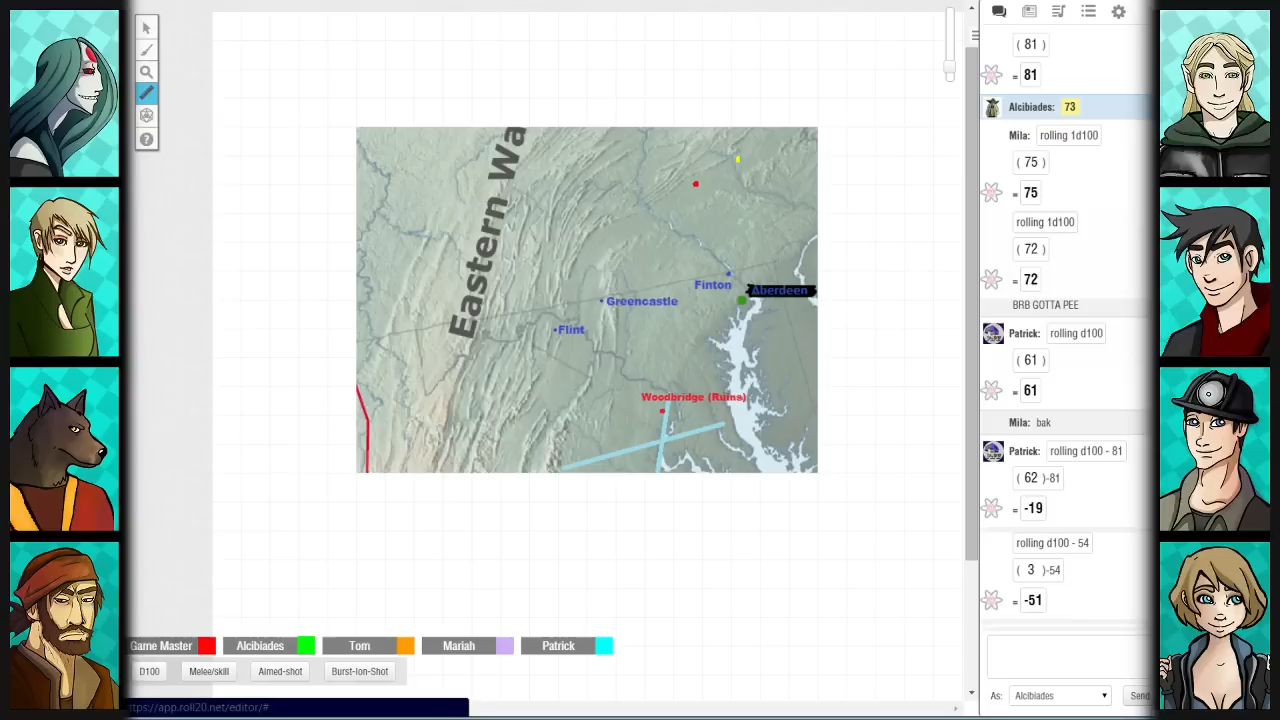 ( 81 )
= 81
Alcibiades: 73
Mila: rolling 1d100
( 75 )
= 75
rolling 1d100
( 72 )
= 72
BRB GOTTA PEE
Patrick: rolling d100
( 61 )
= 61
Mila: bak
Patrick: rolling d100 - 81
( 62 )-81
= -19
rolling d100 - 54
( 3 )-54
= -51
As: Alcibiades
Send
Eastern Wa
Finton
Aberdeen
Greencastle
Flint
Woodbridge (Ruins)
Game Master Alcibiades Tom Mariah Patrick
D100 Melee/skill Aimed-shot Burst-Ion-Shot
ttps://app.roll20.net/editor/#